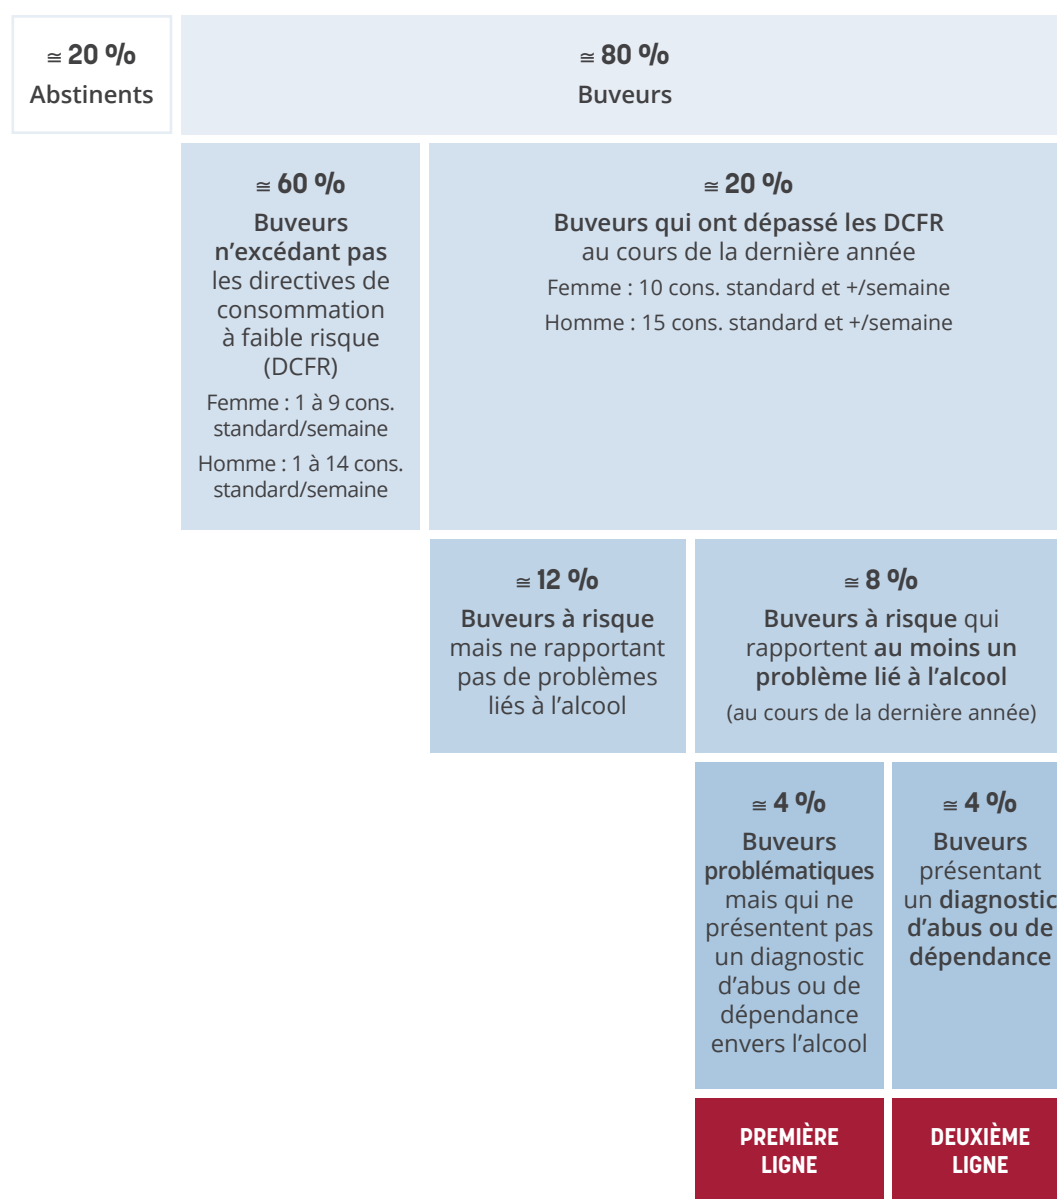 ≅ 20 %
Abstinents
≅ 80 %
Buveurs
≅ 60 %
Buveurs
n’excédant pas
les directives de
consommation
à faible risque
(DCFR)
Femme : 1 à 9 cons.
standard/semaine
Homme : 1 à 14 cons.
standard/semaine
≅ 20 %
Buveurs qui ont dépassé les DCFR
au cours de la dernière année
Femme : 10 cons. standard et +/semaine
Homme : 15 cons. standard et +/semaine
≅ 12 %
Buveurs à risque
mais ne rapportant
pas de problèmes
liés à l’alcool
≅ 8 %
Buveurs à risque qui
rapportent au moins un
problème lié à l’alcool
(au cours de la dernière année)
≅ 4 %
Buveurs
problématiques
mais qui ne
présentent pas
un diagnostic
d’abus ou de
dépendance
envers l’alcool
≅ 4 %
Buveurs
présentant
un diagnostic
d’abus ou de
dépendance
PREMIÈRE
LIGNE
DEUXIÈME
LIGNE